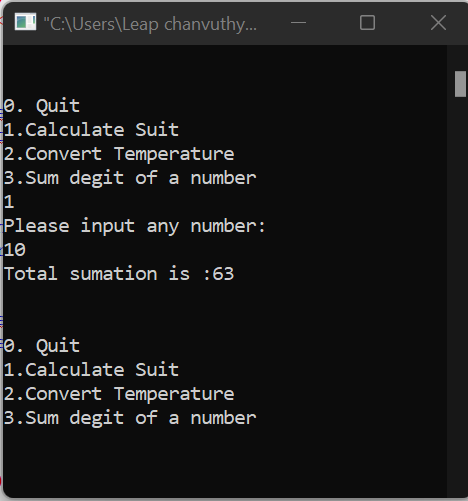 "C:\Users\Leap chanvuthy...
0. Quit
1.Calculate Suit
2.Convert Temperature
3.Sum degit of a number
1
Please input any number:
10
Total sumation is :63
0. Quit
1.Calculate Suit
2.Convert Temperature
3.Sum degit of a number